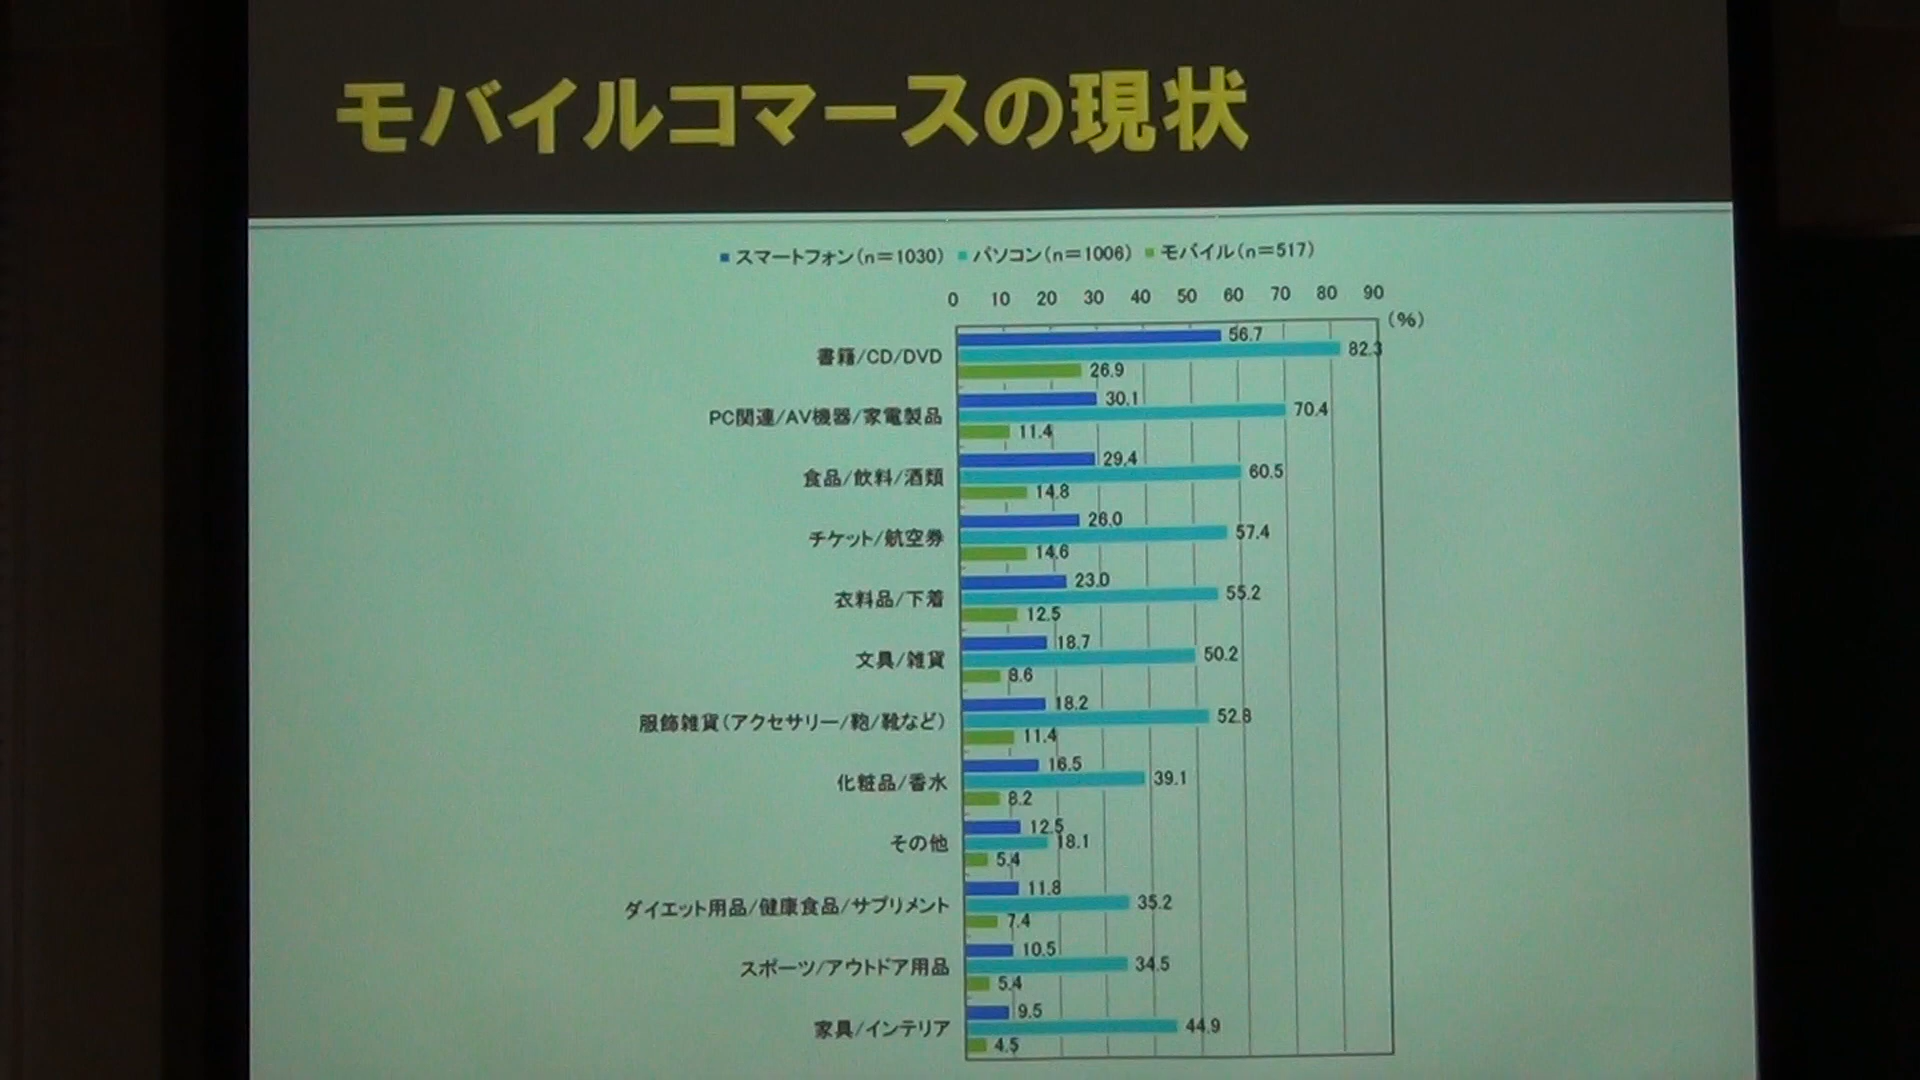 モバイルコマースの現状
■スマートフォン(n=1030) ■パソコン(n=1006) ■モバイル(n=517)
0 10 20 30 40 50 60 70 80 90
(%)
書籍/CD/DVD 56.7 82.3 26.9
PC関連/AV機器/家電製品 30.1 70.4 11.4
食品/飲料/酒類 29.4 60.5 14.8
チケット/航空券 26.0 57.4 14.6
衣料品/下着 23.0 55.2 12.5
文具/雑貨 18.7 50.2 8.6
服飾雑貨(アクセサリー/鞄/靴など) 18.2 52.8 11.4
化粧品/香水 16.5 39.1 8.2
その他 12.5 18.1 5.4
ダイエット用品/健康食品/サプリメント 11.8 35.2 7.4
スポーツ/アウトドア用品 10.5 34.5 5.4
家具/インテリア 9.5 44.9 4.5